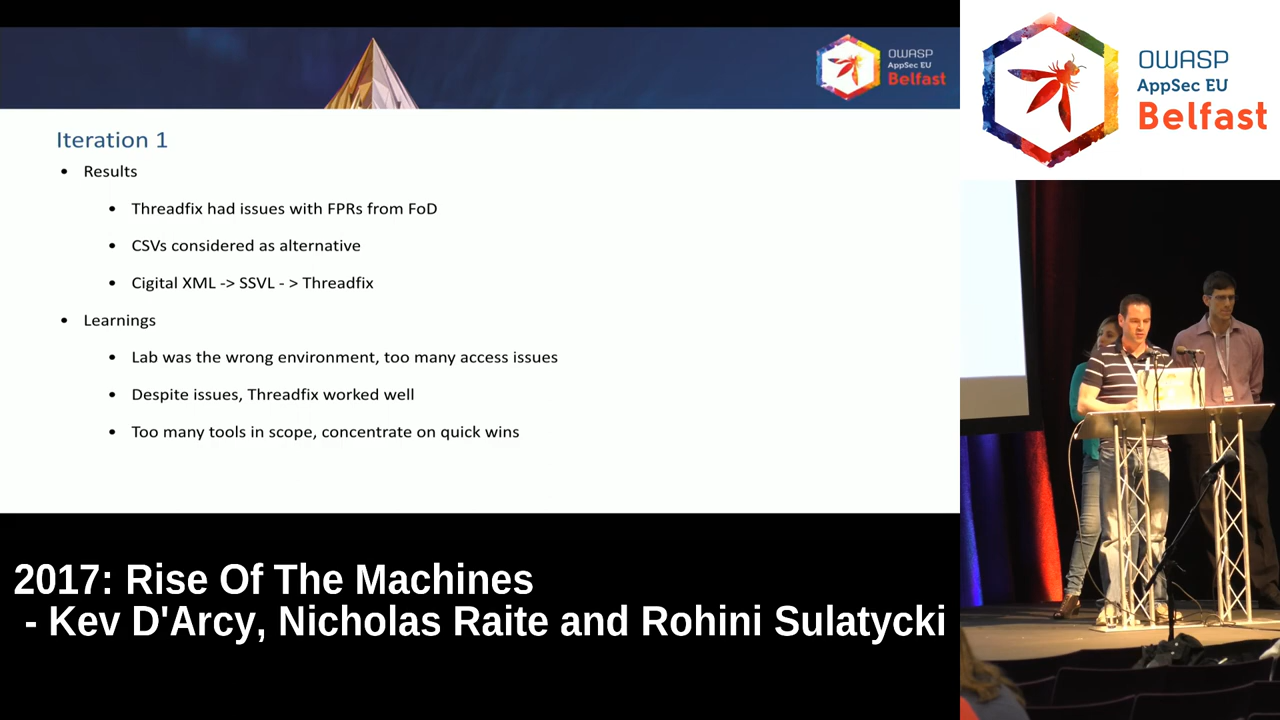 OWASP
AppSec EU
Belfast
Iteration 1
• Results
• Threadfix had issues with FPRs from FoD
• CSVs considered as alternative
• Cigital XML -> SSVL - > Threadfix
• Learnings
• Lab was the wrong environment, too many access issues
• Despite issues, Threadfix worked well
• Too many tools in scope, concentrate on quick wins
OWASP
AppSec EU
Belfast
2017: Rise Of The Machines
- Kev D'Arcy, Nicholas Raite and Rohini Sulatycki